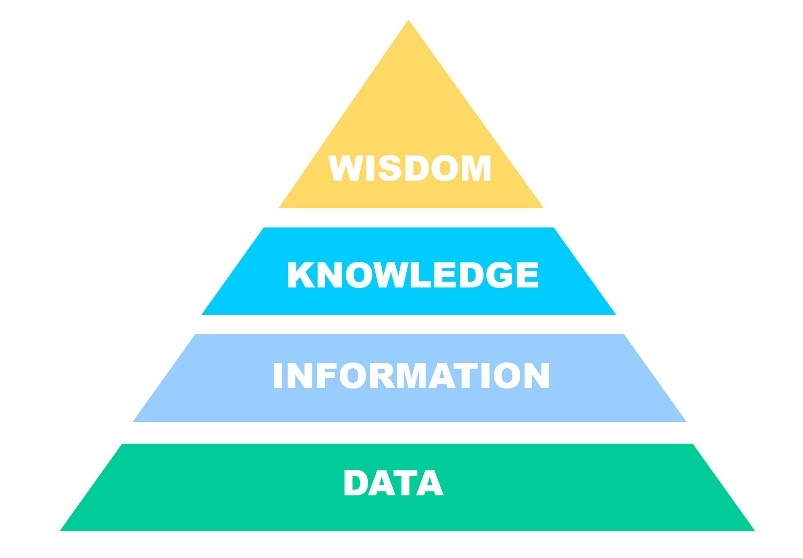 WISDOM
KNOWLEDGE
INFORMATION
DATA